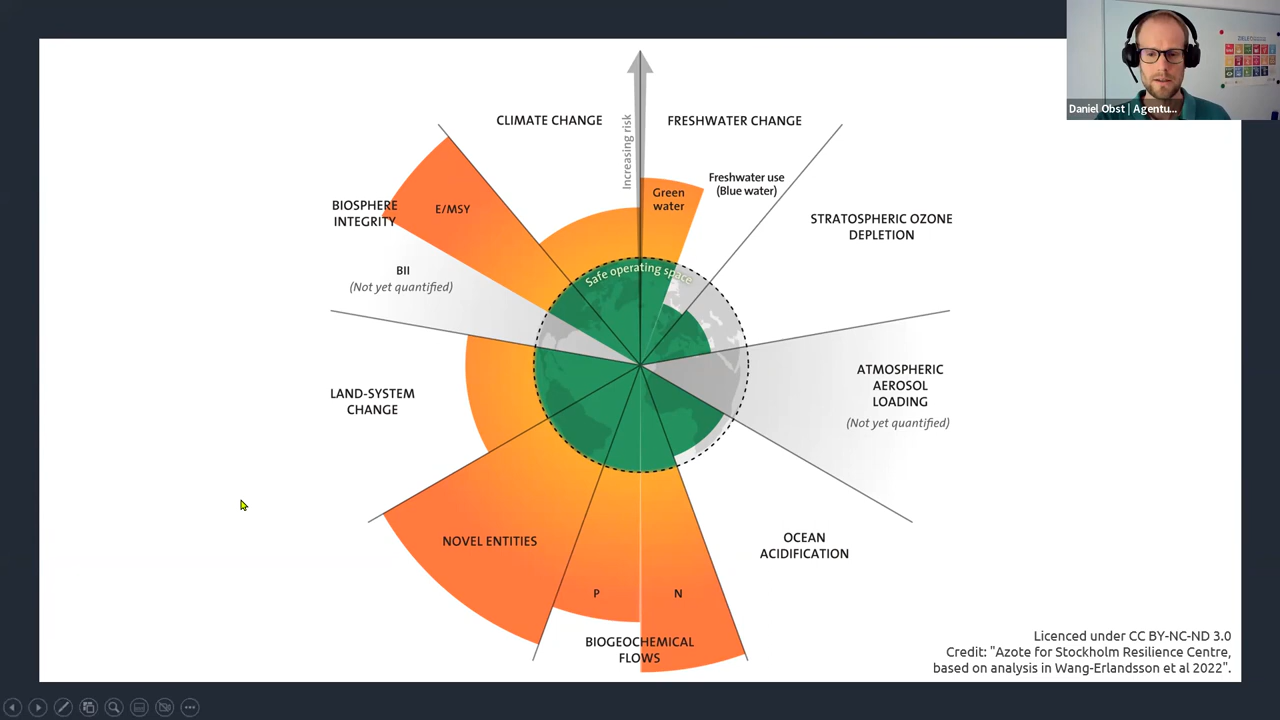 Daniel Obst | Agentu...
CLIMATE CHANGE
FRESHWATER CHANGE
Increasing risk
Green
water
Freshwater use
(Blue water)
BIOSPHERE
INTEGRITY
E/MSY
STRATOSPHERIC OZONE
DEPLETION
BII
(Not yet quantified)
Safe operating space
LAND-SYSTEM
CHANGE
ATMOSPHERIC
AEROSOL
LOADING
(Not yet quantified)
NOVEL ENTITIES
OCEAN
ACIDIFICATION
P
N
BIOGEOCHEMICAL
FLOWS
Licenced under CC BY-NC-ND 3.0
Credit: "Azote for Stockholm Resilience Centre,
based on analysis in Wang-Erlandsson et al 2022".